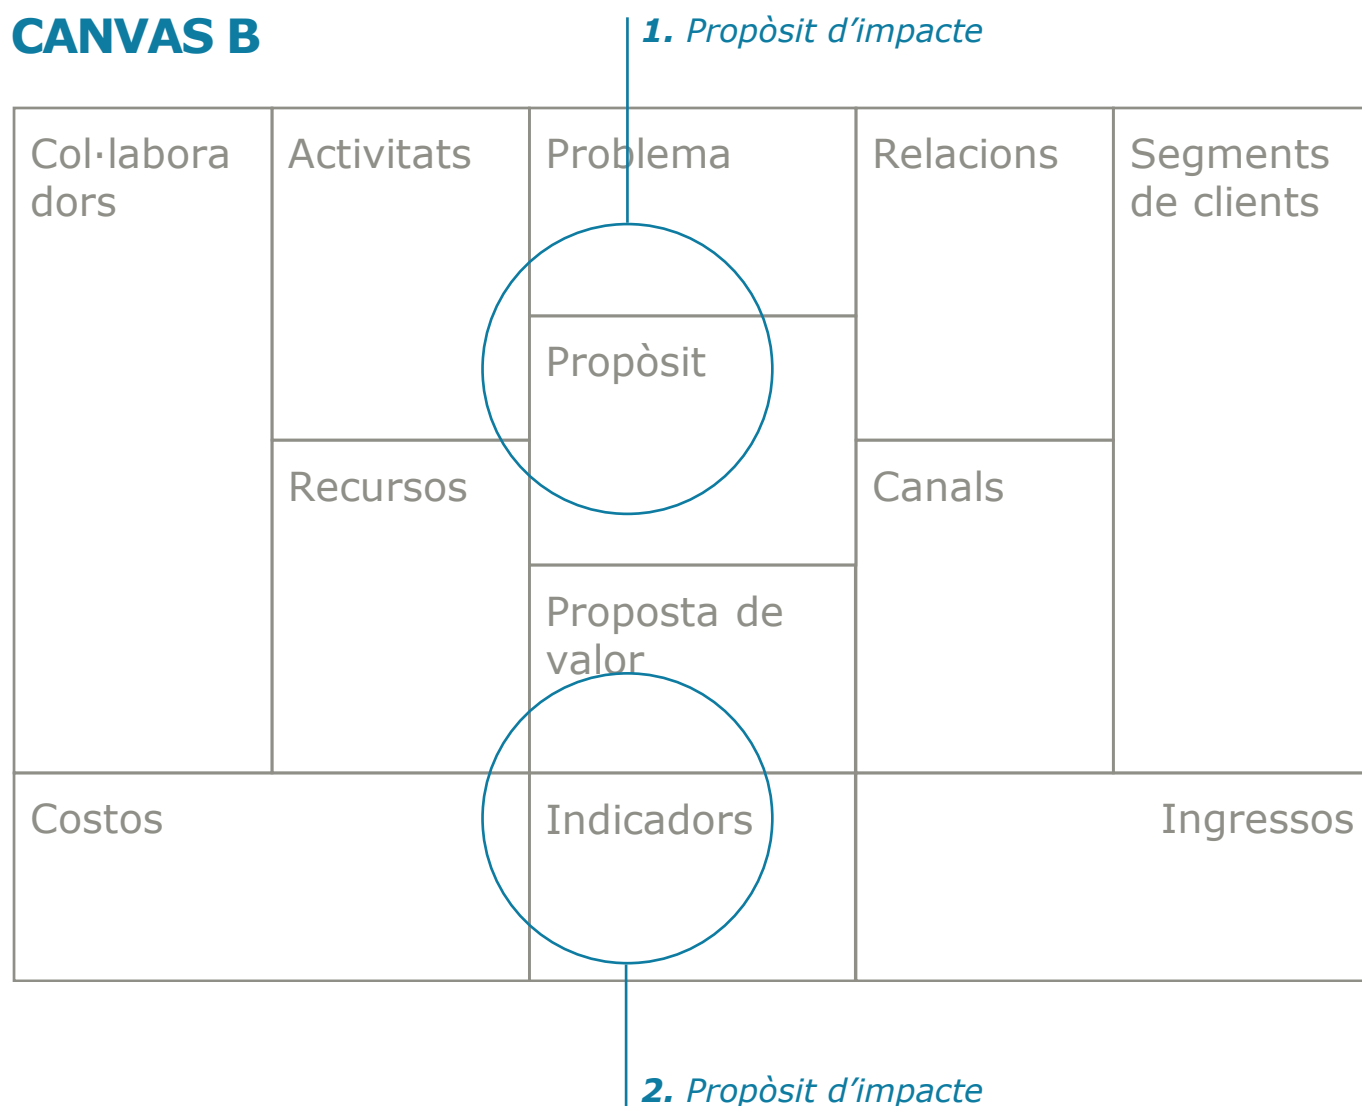 CANVAS B
1. Propòsit d’impacte
Col·labora
dors
Activitats
Problema
Relacions
Segments
de clients
Propòsit
Recursos
Canals
Proposta de
valor
Costos
Indicadors
Ingressos
2. Propòsit d’impacte